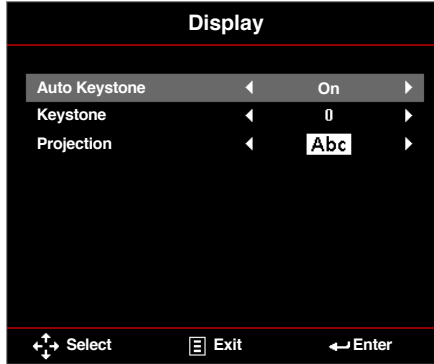 Display
Auto Keystone On
Keystone 0
Projection Abc
Select Exit Enter